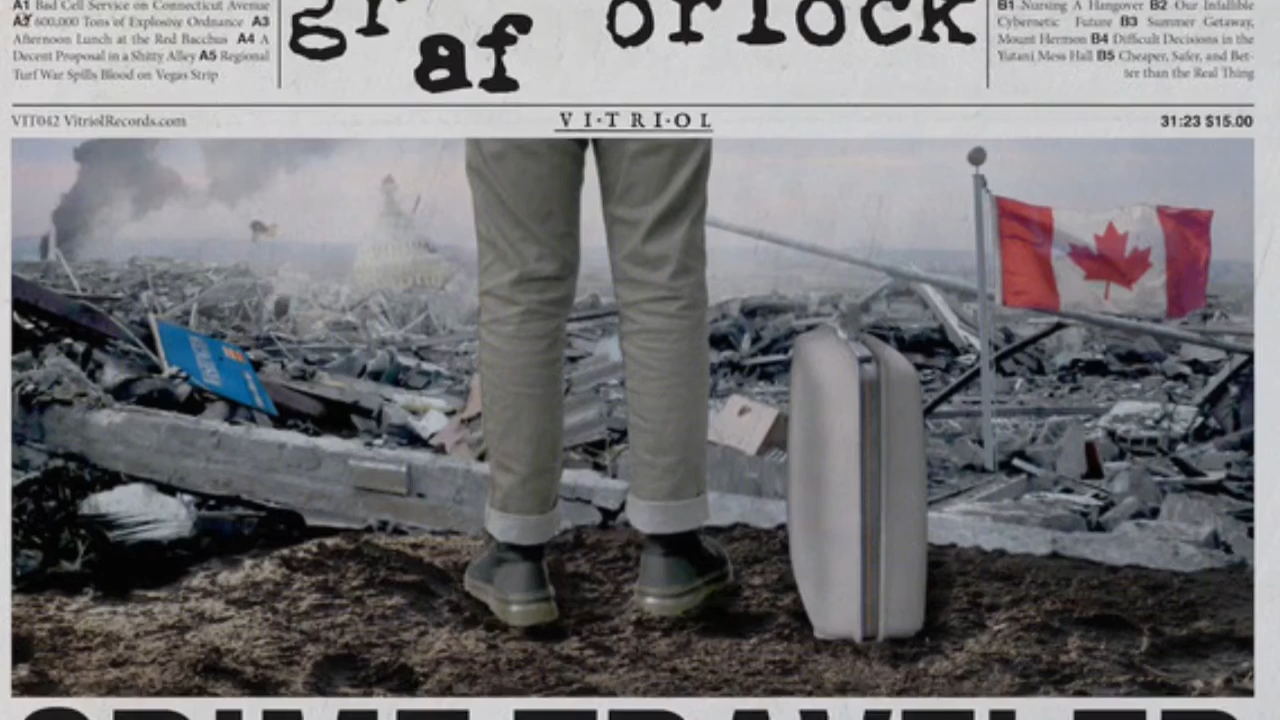 A1 Bad Cell Service on Connecticut Avenue
A2 600,000 Tons of Explosive Ordnance A3
Afternoon Lunch at the Red Bacchus A4 A
Decent Proposal in a Shitty Alley A5 Regional
Turf War Spills Blood on Vegas Strip
graf orlock
B1 Nursing A Hangover B2 Our Infallible
Cybernetic Future B3 Summer Getaway,
Mount Hermon B4 Difficult Decisions in the
Yutani Mess Hall B5 Cheaper, Safer, and Bet-
ter than the Real Thing
VIT042 VitriolRecords.com
V I · T R I · O L
31:23 $15.00
CRIME TRAVELER